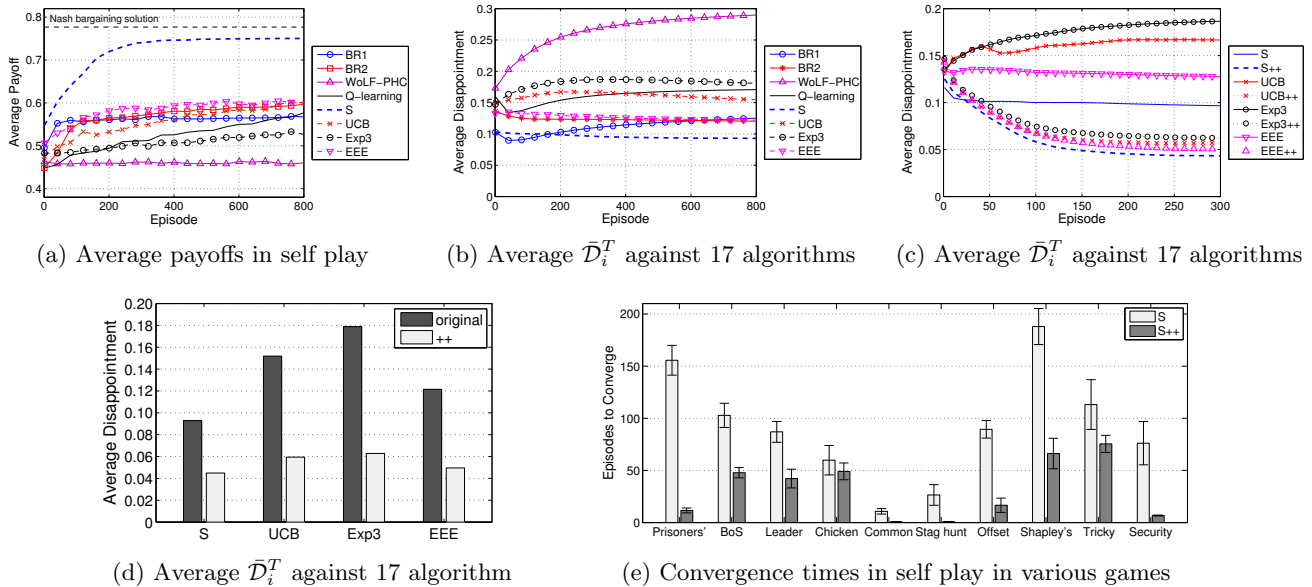 Nash bargaining solution
0.8
0.7
0.6
0.5
0.4
Average Payoff
0 200 400 600 800
Episode
BR1
BR2
WoLF−PHC
Q−learning
S
UCB
Exp3
EEE
(a) Average payoffs in self play
0.3
0.25
0.2
0.15
0.1
0.05
Average Disappointment
0 200 400 600 800
Episode
BR1
BR2
WoLF−PHC
Q−learning
S
UCB
Exp3
EEE
(b) Average D̄ᵢᵀ against 17 algorithms
0.2
0.15
0.1
0.05
0
Average Disappointment
0 50 100 150 200 250 300
Episode
S
S++
UCB
UCB++
Exp3
Exp3++
EEE
EEE++
(c) Average D̄ᵢᵀ against 17 algorithms
0.20
0.18
0.16
0.14
0.12
0.10
0.08
0.06
0.04
0.02
0
Average Disappointment
original
++
S UCB Exp3 EEE
(d) Average D̄ᵢᵀ against 17 algorithm
200
150
100
50
0
Episodes to Converge
S
S++
Prisoners' BoS Leader Chicken Common Stag hunt Offset Shapley's Tricky Security
(e) Convergence times in self play in various games